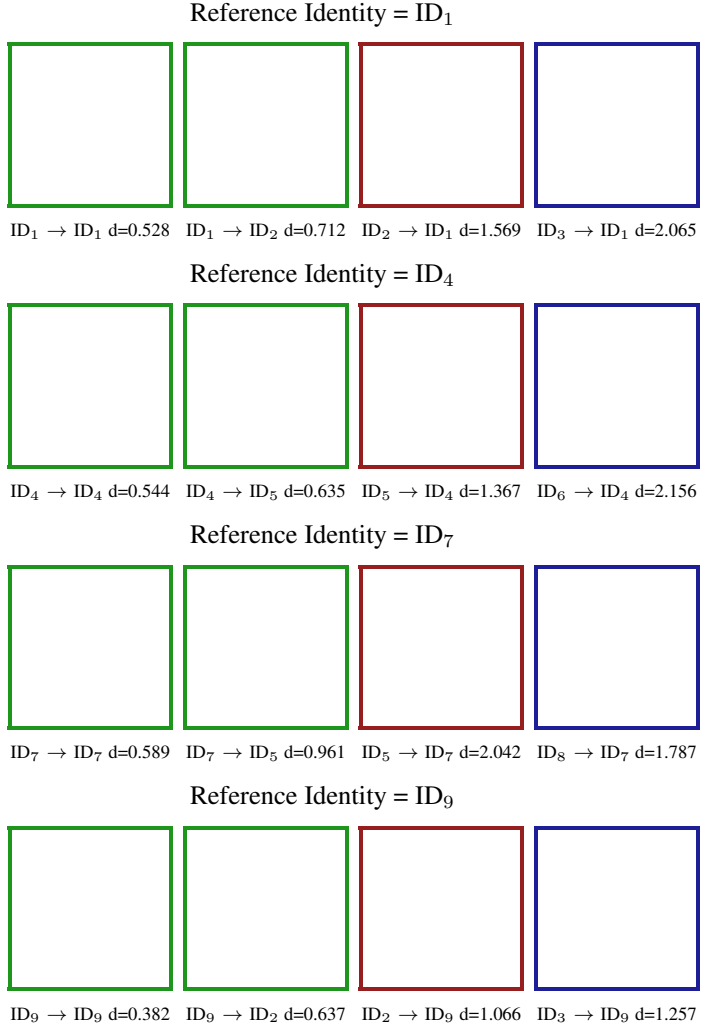 Reference Identity = ID₁
ID₁ → ID₁ d=0.528 ID₁ → ID₂ d=0.712 ID₂ → ID₁ d=1.569 ID₃ → ID₁ d=2.065
Reference Identity = ID₄
ID₄ → ID₄ d=0.544 ID₄ → ID₅ d=0.635 ID₅ → ID₄ d=1.367 ID₆ → ID₄ d=2.156
Reference Identity = ID₇
ID₇ → ID₇ d=0.589 ID₇ → ID₅ d=0.961 ID₅ → ID₇ d=2.042 ID₈ → ID₇ d=1.787
Reference Identity = ID₉
ID₉ → ID₉ d=0.382 ID₉ → ID₂ d=0.637 ID₂ → ID₉ d=1.066 ID₃ → ID₉ d=1.257